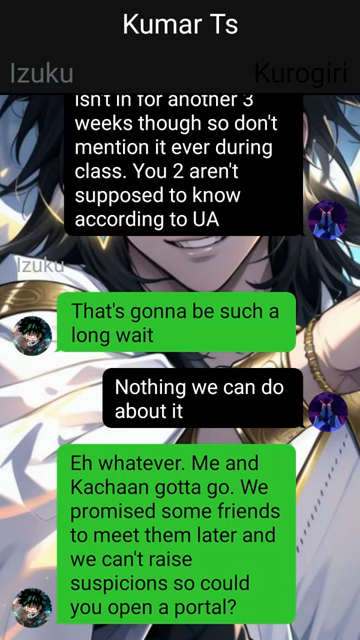 Kumar Ts
Izuku
Kurogiri
isn't in for another 3
weeks though so don't
mention it ever during
class. You 2 aren't
supposed to know
according to UA
Izuku
That's gonna be such a
long wait
Nothing we can do
about it
Eh whatever. Me and
Kachaan gotta go. We
promised some friends
to meet them later and
we can't raise
suspicions so could
you open a portal?